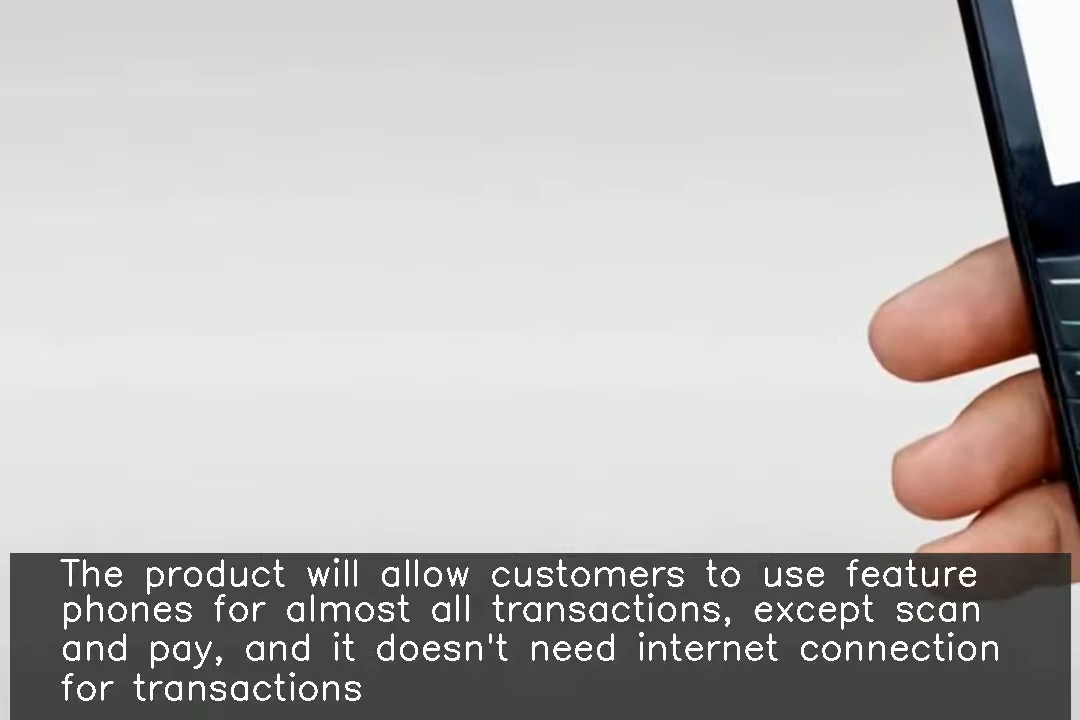 The product will allow customers to use feature
phones for almost all transactions, except scan
and pay, and it doesn't need internet connection
for transactions